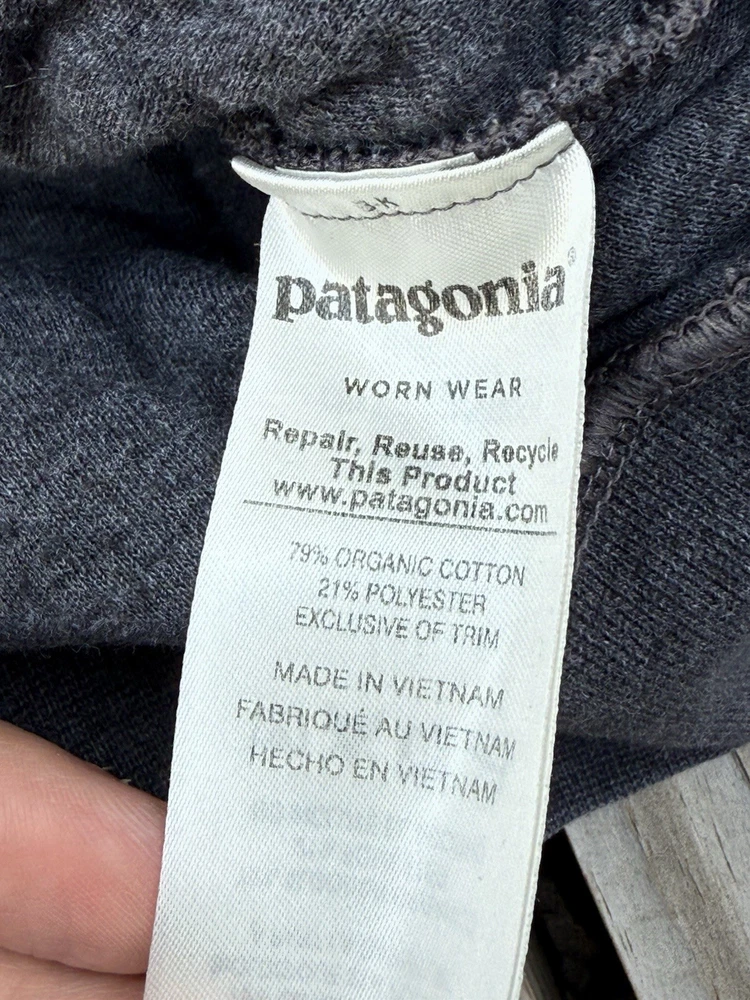 patagonia®
WORN WEAR
Repair, Reuse, Recycle
This Product
www.patagonia.com
79% ORGANIC COTTON
21% POLYESTER
EXCLUSIVE OF TRIM
MADE IN VIETNAM
FABRIQUÉ AU VIETNAM
HECHO EN VIETNAM